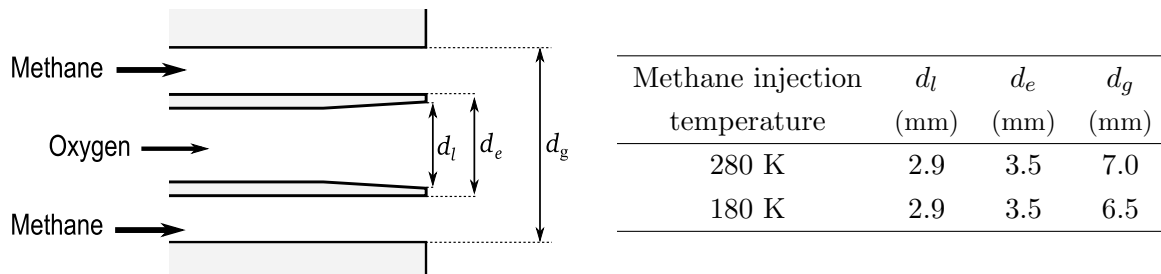 Methane
Oxygen
Methane
d_l
d_e
d_g
Methane injection d_l d_e d_g
temperature (mm) (mm) (mm)
280 K 2.9 3.5 7.0
180 K 2.9 3.5 6.5